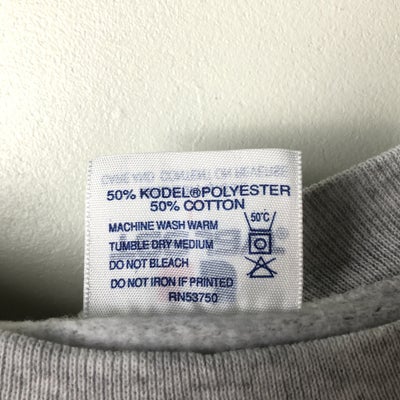 50% KODEL®POLYESTER
50% COTTON
MACHINE WASH WARM
TUMBLE DRY MEDIUM
DO NOT BLEACH
DO NOT IRON IF PRINTED
RN53750
50°C